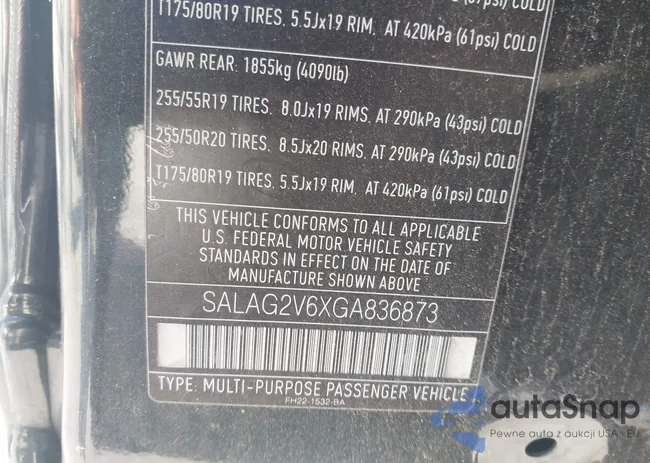 T175/80R19 TIRES. 5.5Jx19 RIM. AT 420kPa (61psi) COLD
GAWR REAR: 1855kg (4090lb)
255/55R19 TIRES. 8.0Jx19 RIMS. AT 290kPa (43psi) COLD
255/50R20 TIRES. 8.5Jx20 RIMS. AT 290kPa (43psi) COLD
T175/80R19 TIRES. 5.5Jx19 RIM. AT 420kPa (61psi) COLD
THIS VEHICLE CONFORMS TO ALL APPLICABLE
U.S. FEDERAL MOTOR VEHICLE SAFETY
STANDARDS IN EFFECT ON THE DATE OF
MANUFACTURE SHOWN ABOVE
SALAG2V6XGA836873
TYPE: MULTI-PURPOSE PASSENGER VEHICLE
FH22-1532-BA
autoSnap
Pewne auta z aukcji USA i EU